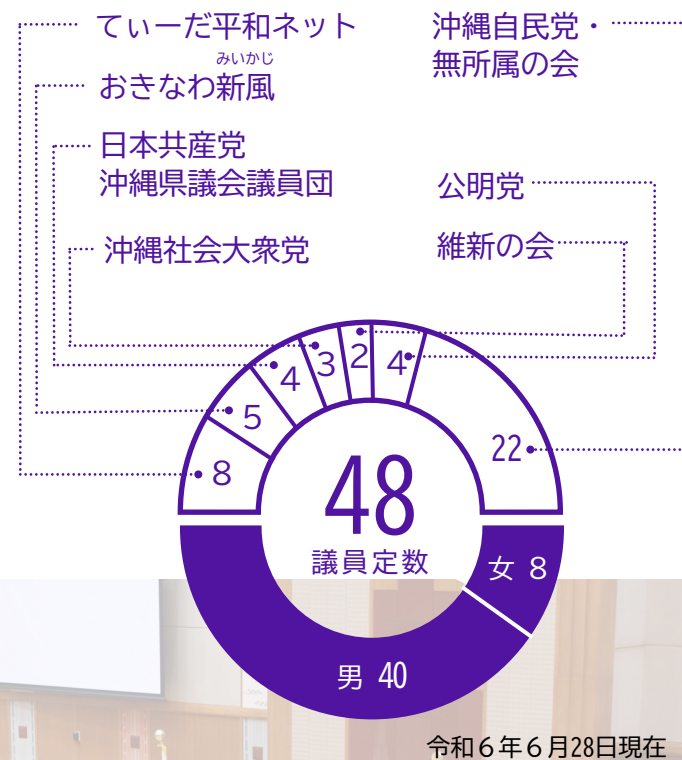 てぃーだ平和ネット
みいかじ
おきなわ新風
日本共産党
沖縄県議会議員団
沖縄社会大衆党
沖縄自民党・
無所属の会
公明党
維新の会
8
5
4
3
2
4
22
48
議員定数
女 8
男 40
令和6年6月28日現在